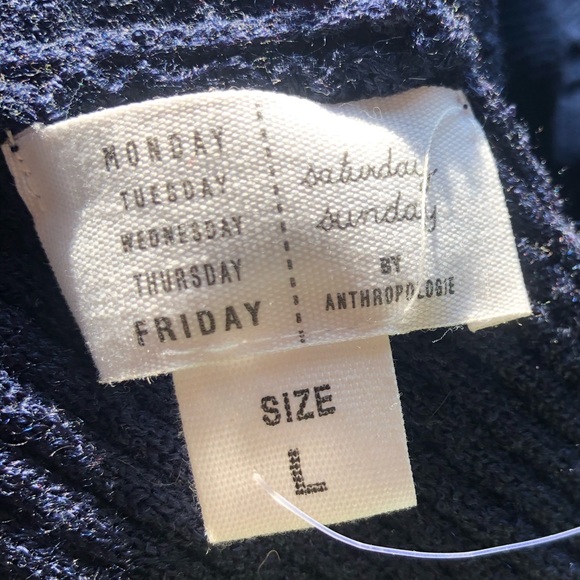 MONDAY
TUESDAY
WEDNESDAY
THURSDAY
FRIDAY
saturday
sunday
BY
ANTHROPOLOGIE
SIZE
L